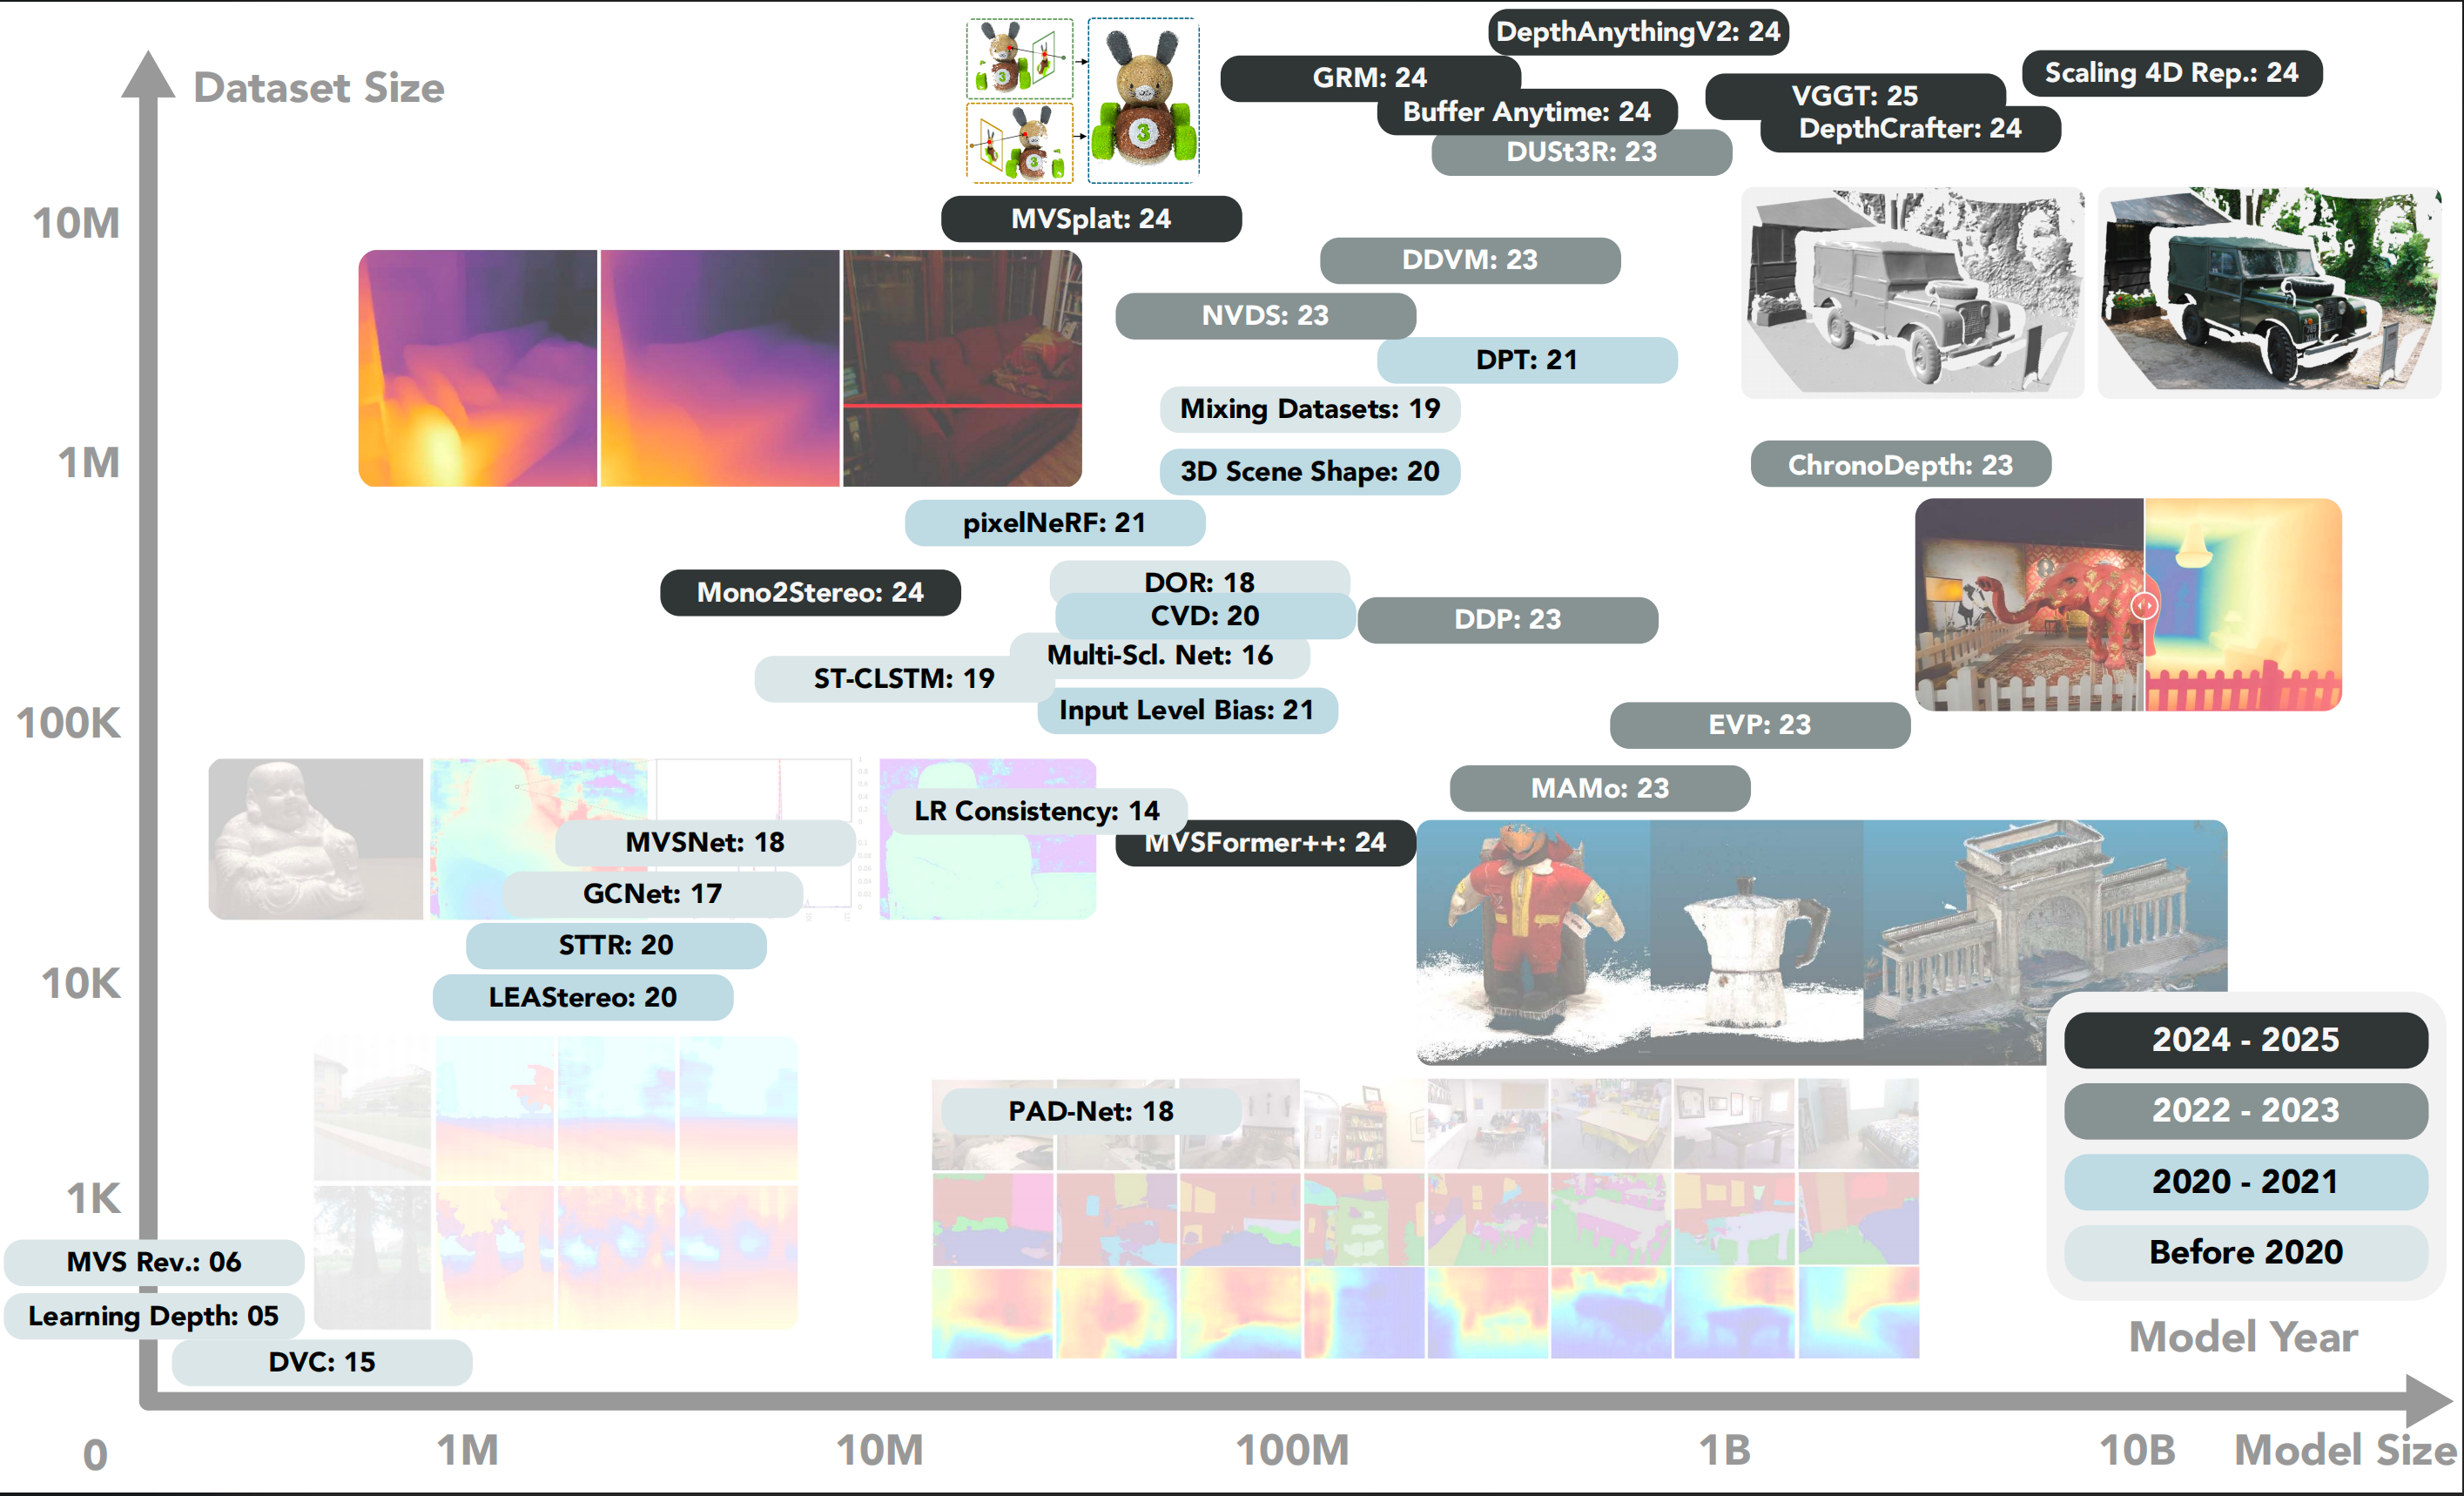 Dataset Size
DepthAnythingV2: 24
GRM: 24
Buffer Anytime: 24
DUSt3R: 23
VGGT: 25
DepthCrafter: 24
Scaling 4D Rep.: 24
10M
MVSplat: 24
DDVM: 23
NVDS: 23
DPT: 21
Mixing Datasets: 19
1M
3D Scene Shape: 20
ChronoDepth: 23
pixelNeRF: 21
Mono2Stereo: 24
DOR: 18
CVD: 20
DDP: 23
Multi-Scl. Net: 16
ST-CLSTM: 19
Input Level Bias: 21
100K
EVP: 23
MAMo: 23
LR Consistency: 14
MVSNet: 18
MVSFormer++: 24
GCNet: 17
STTR: 20
10K
LEAStereo: 20
PAD-Net: 18
1K
MVS Rev.: 06
Learning Depth: 05
DVC: 15
2024 - 2025
2022 - 2023
2020 - 2021
Before 2020
Model Year
0
1M
10M
100M
1B
10B
Model Size
3
3
3